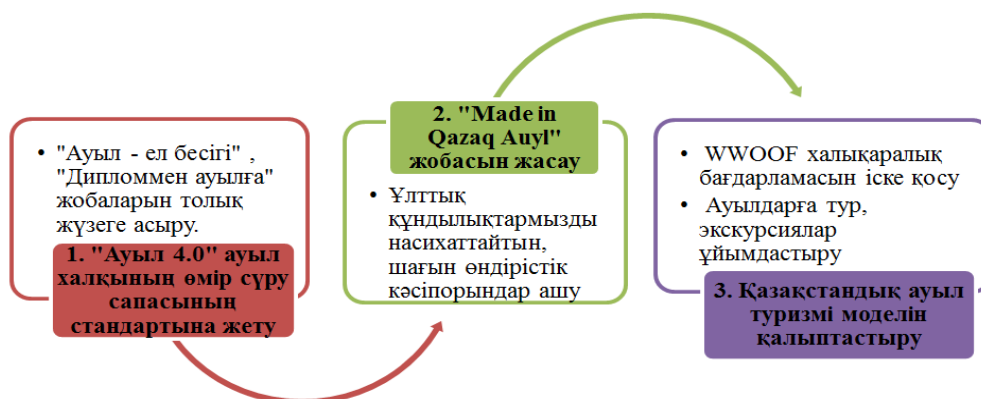 • "Ауыл - ел бесігі" ,
"Дипломмен ауылға"
жобаларын толық
жүзеге асыру.
1. "Ауыл 4.0" ауыл
халқының өмір сүру
сапасының
стандартына жету
2. "Made in
Qazaq Auyl"
жобасын жасау
• Ұлттық
құндылықтармызды
насихаттайтын,
шағын өндірістік
кәсіпорындар ашу
• WWOOF халықаралық
бағдарламасын іске қосу
• Ауылдарға тур,
экскурсиялар
ұйымдастыру
3. Қазақстандық ауыл
туризмі моделін
қалыптастыру